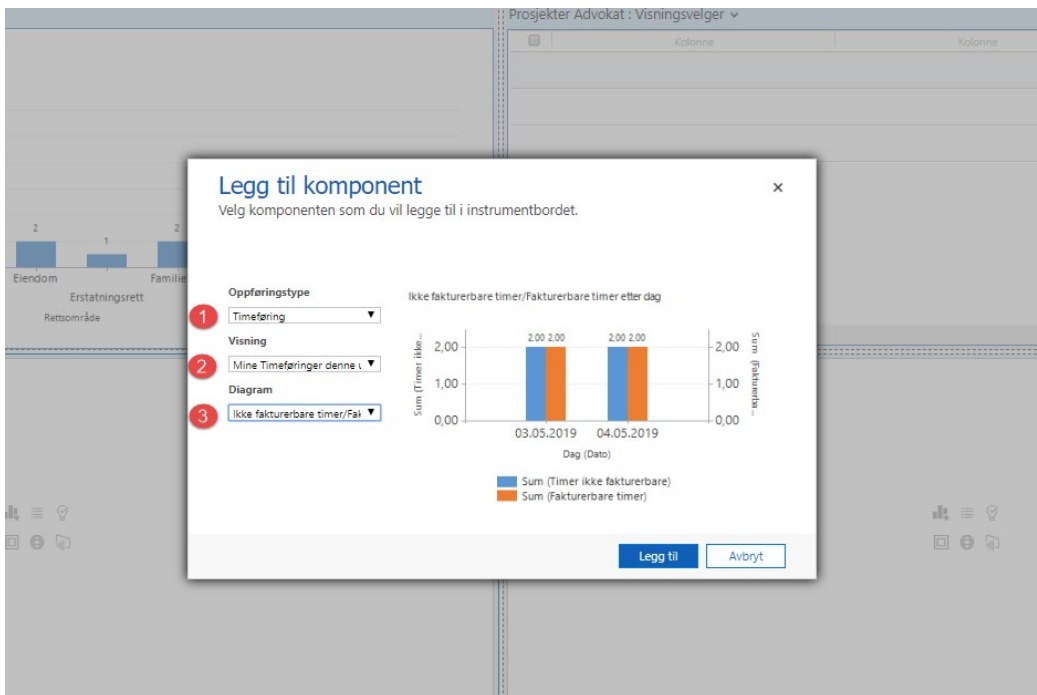 Prosjekter Advokat : Visningsvelger
Kolonne Kolonne
2 1 2
Eiendom Familie
Erstatningsrett
Rettsområde
Legg til komponent
Velg komponenten som du vil legge til i instrumentbordet.
Oppføringstype
1 Timeføring
Visning
2 Mine Timeføringer denne u
Diagram
3 Ikke fakturerbare timer/Fak
Ikke fakturerbare timer/Fakturerbare timer etter dag
Sum (Timer ikke...
2,00
1,00
0,00
2,00 2,00 2,00 2,00
2,00
1,00
0,00
Sum (Fakturerba...
03.05.2019 04.05.2019
Dag (Dato)
Sum (Timer ikke fakturerbare)
Sum (Fakturerbare timer)
Legg til Avbryt